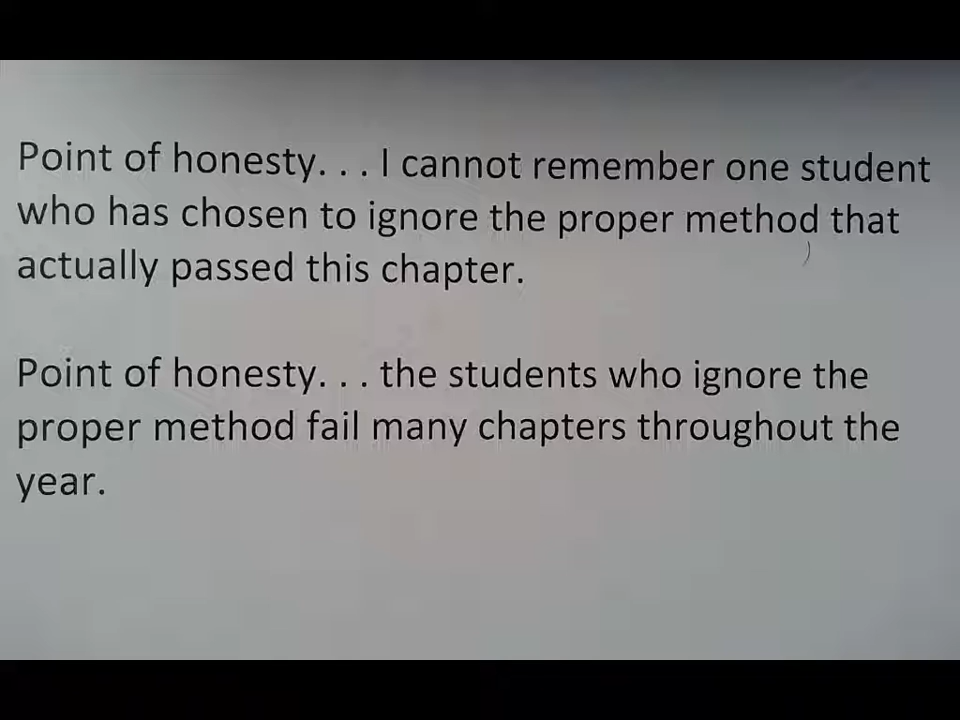 Point of honesty. . . I cannot remember one student
who has chosen to ignore the proper method that
actually passed this chapter.
Point of honesty. . . the students who ignore the
proper method fail many chapters throughout the
year.